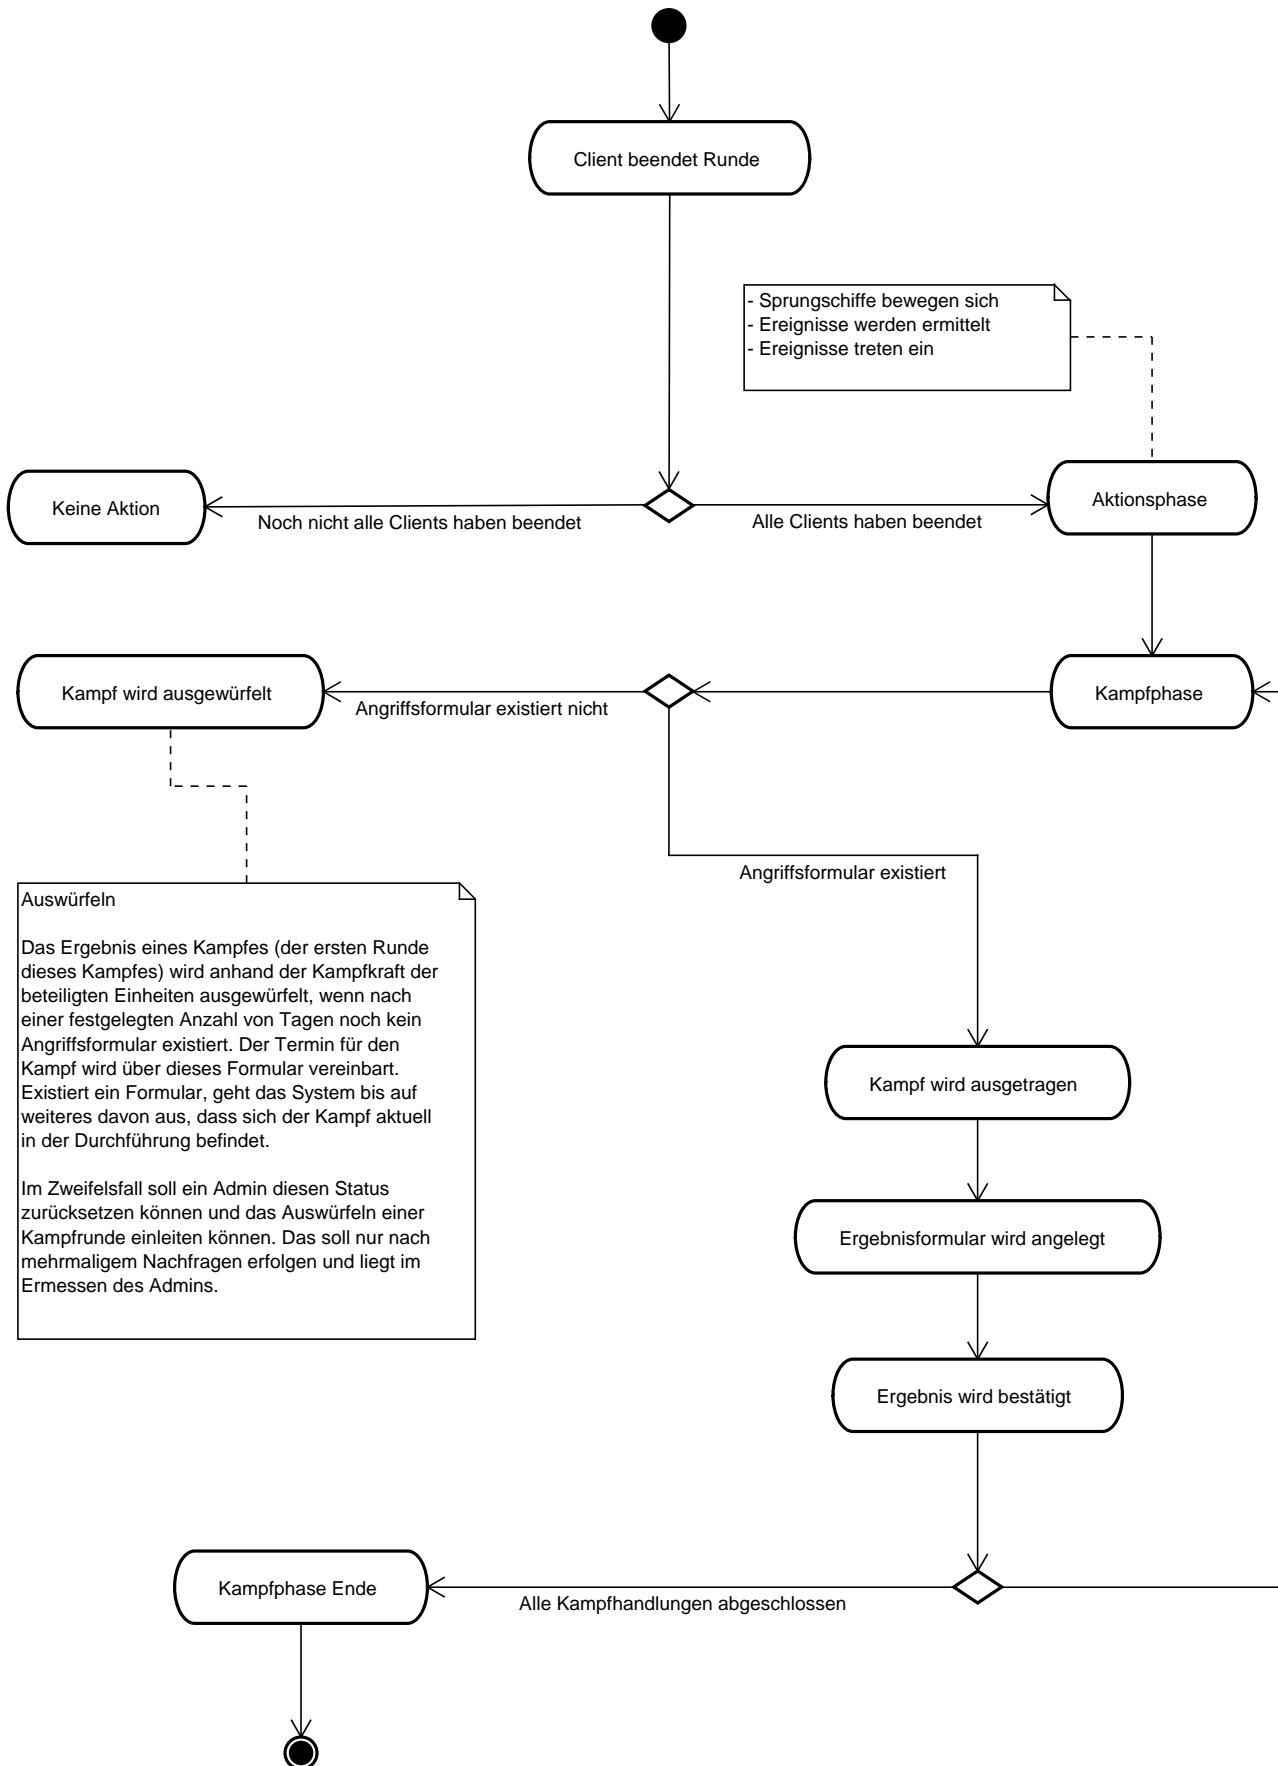 Client beendet Runde
- Sprungschiffe bewegen sich
- Ereignisse werden ermittelt
- Ereignisse treten ein
Keine Aktion
Noch nicht alle Clients haben beendet
Alle Clients haben beendet
Aktionsphase
Kampf wird ausgewürfelt
Angriffsformular existiert nicht
Kampfphase
Angriffsformular existiert
Auswürfeln
Das Ergebnis eines Kampfes (der ersten Runde
dieses Kampfes) wird anhand der Kampfkraft der
beteiligten Einheiten ausgewürfelt, wenn nach
einer festgelegten Anzahl von Tagen noch kein
Angriffsformular existiert. Der Termin für den
Kampf wird über dieses Formular vereinbart.
Existiert ein Formular, geht das System bis auf
weiteres davon aus, dass sich der Kampf aktuell
in der Durchführung befindet.
Im Zweifelsfall soll ein Admin diesen Status
zurücksetzen können und das Auswürfeln einer
Kampfrunde einleiten können. Das soll nur nach
mehrmaligem Nachfragen erfolgen und liegt im
Ermessen des Admins.
Kampf wird ausgetragen
Ergebnisformular wird angelegt
Ergebnis wird bestätigt
Kampfphase Ende
Alle Kampfhandlungen abgeschlossen